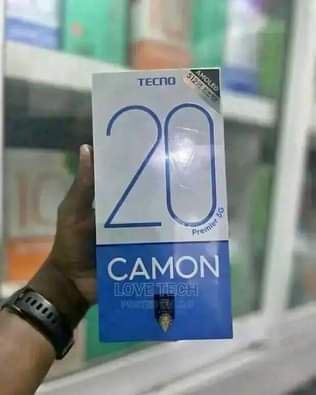 TECNO
AMOLED
20
Premier 5G
CAMON
LOVE TECH